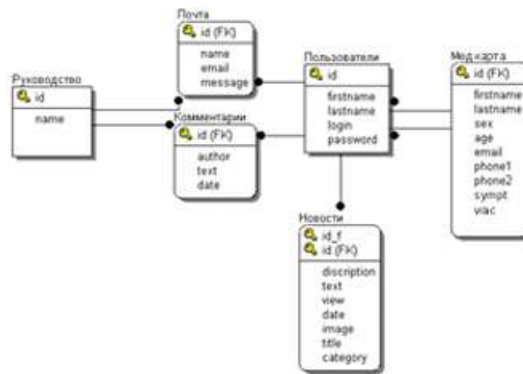 Почта
id (FK)
name
email
message
Руководство
id
name
Комментарии
id (FK)
author
text
date
Пользователи
id
firstname
lastname
login
password
Новости
id_f
id (FK)
discription
text
view
date
image
title
category
Мед карта
id (FK)
firstname
lastname
sex
age
email
phone1
phone2
sympt
vrac